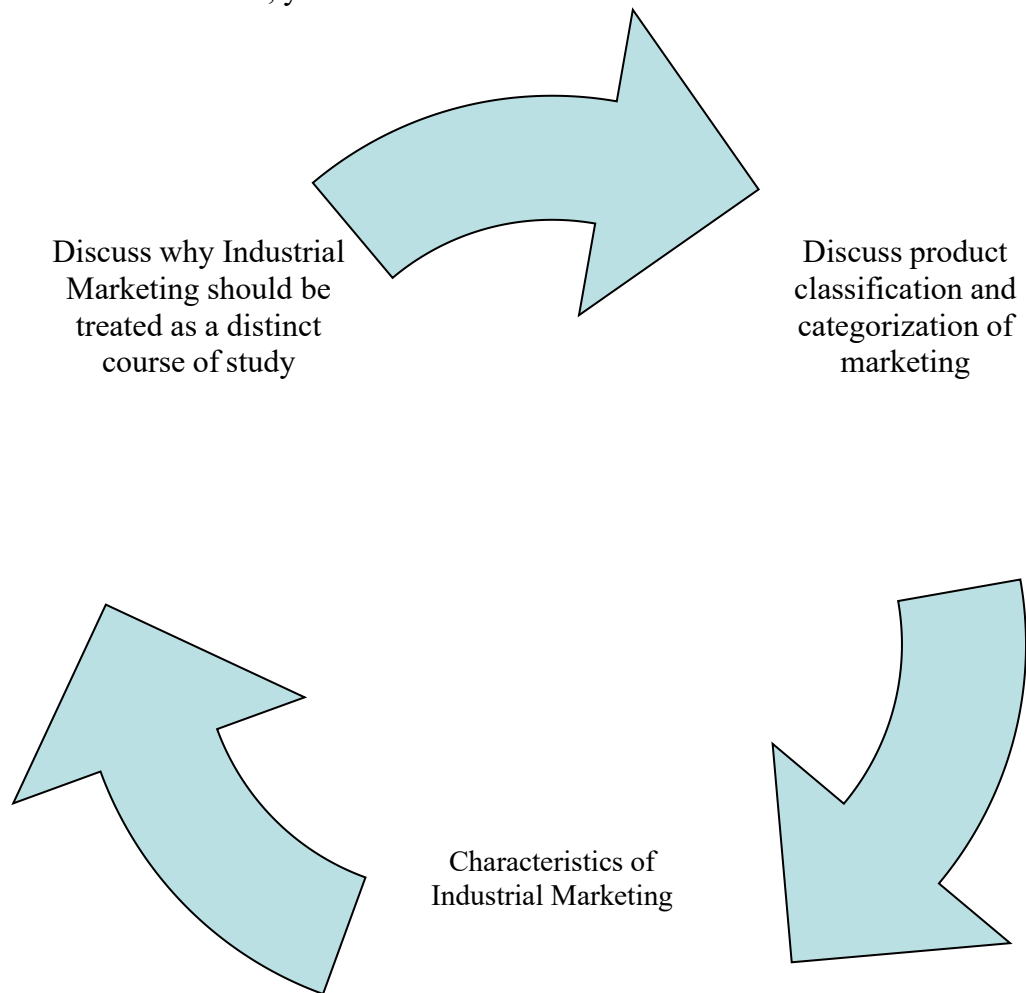 Discuss why Industrial
Marketing should be
treated as a distinct
course of study
Discuss product
classification and
categorization of
marketing
Characteristics of
Industrial Marketing